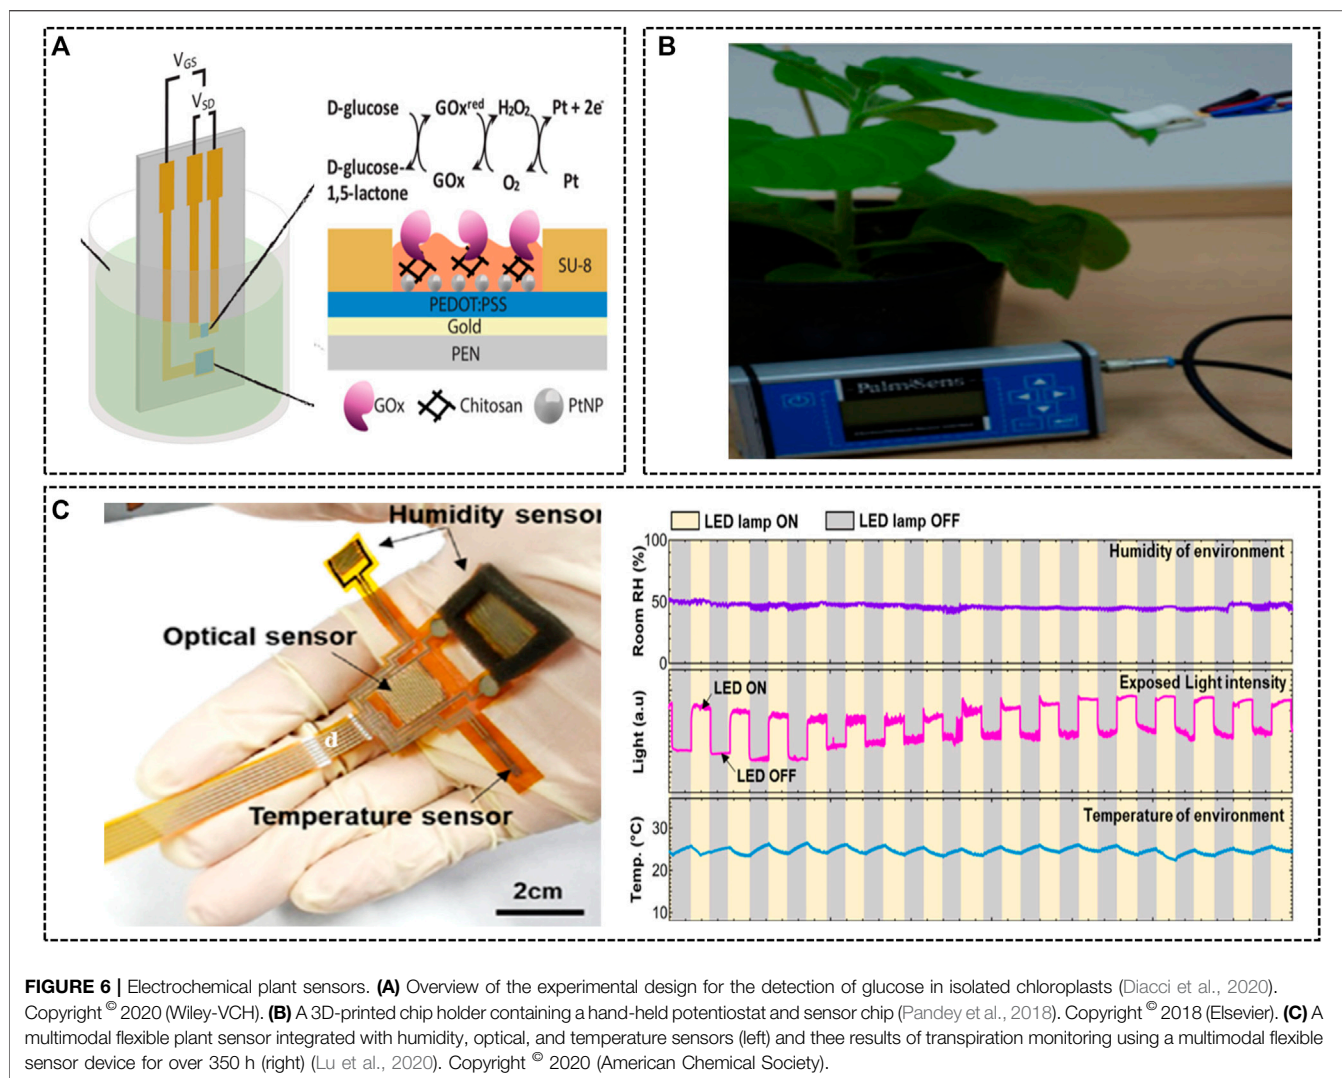 A
V_GS
V_SD
D-glucose GOx^red H₂O₂ Pt + 2e⁻
D-glucose-
1,5-lactone GOx O₂ Pt
SU-8
PEDOT:PSS
Gold
PEN
GOx Chitosan PtNP
B
PalmSens
C
Humidity sensor
Optical sensor
d
Temperature sensor
2cm
LED lamp ON LED lamp OFF
Humidity of environment
Room RH (%)
100
50
0
Exposed Light intensity
Light (a.u)
LED ON
LED OFF
Temperature of environment
Temp. (°C)
30
20
10
FIGURE 6 | Electrochemical plant sensors. (A) Overview of the experimental design for the detection of glucose in isolated chloroplasts (Diacci et al., 2020).
Copyright © 2020 (Wiley-VCH). (B) A 3D-printed chip holder containing a hand-held potentiostat and sensor chip (Pandey et al., 2018). Copyright © 2018 (Elsevier). (C) A
multimodal flexible plant sensor integrated with humidity, optical, and temperature sensors (left) and thee results of transpiration monitoring using a multimodal flexible
sensor device for over 350 h (right) (Lu et al., 2020). Copyright © 2020 (American Chemical Society).